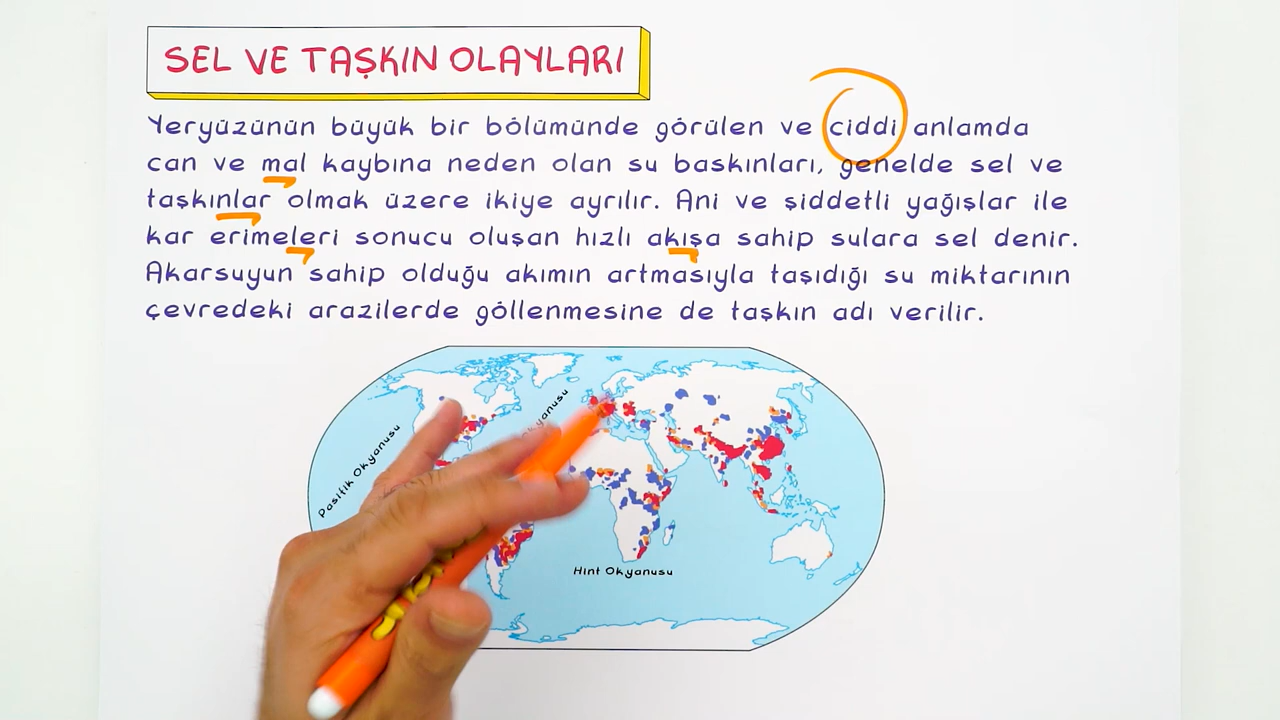 SEL VE TAŞKIN OLAYLARI
Yeryüzünün büyük bir bölümünde görülen ve ciddi anlamda
can ve mal kaybına neden olan su baskınları, genelde sel ve
taşkınlar olmak üzere ikiye ayrılır. Ani ve şiddetli yağışlar ile
kar erimeleri sonucu oluşan hızlı akışa sahip sulara sel denir.
Akarsuyun sahip olduğu akımın artmasıyla taşıdığı su miktarının
çevredeki arazilerde göllenmesine de taşkın adı verilir.
Pasifik Okyanusu
Okyanusu
Hint Okyanusu